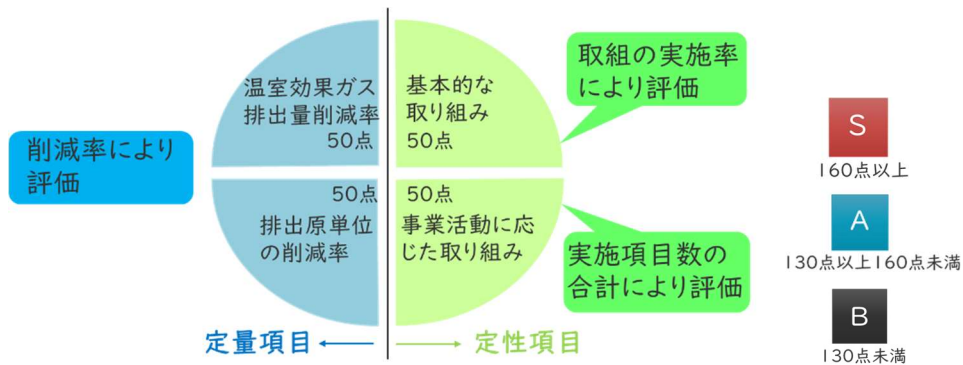 削減率により
評価
温室効果ガス
排出量削減率
50点
50点
排出原単位
の削減率
基本的な
取り組み
50点
50点
事業活動に応
じた取り組み
取組の実施率
により評価
実施項目数の
合計により評価
定量項目
定性項目
S
160点以上
A
130点以上160点未満
B
130点未満